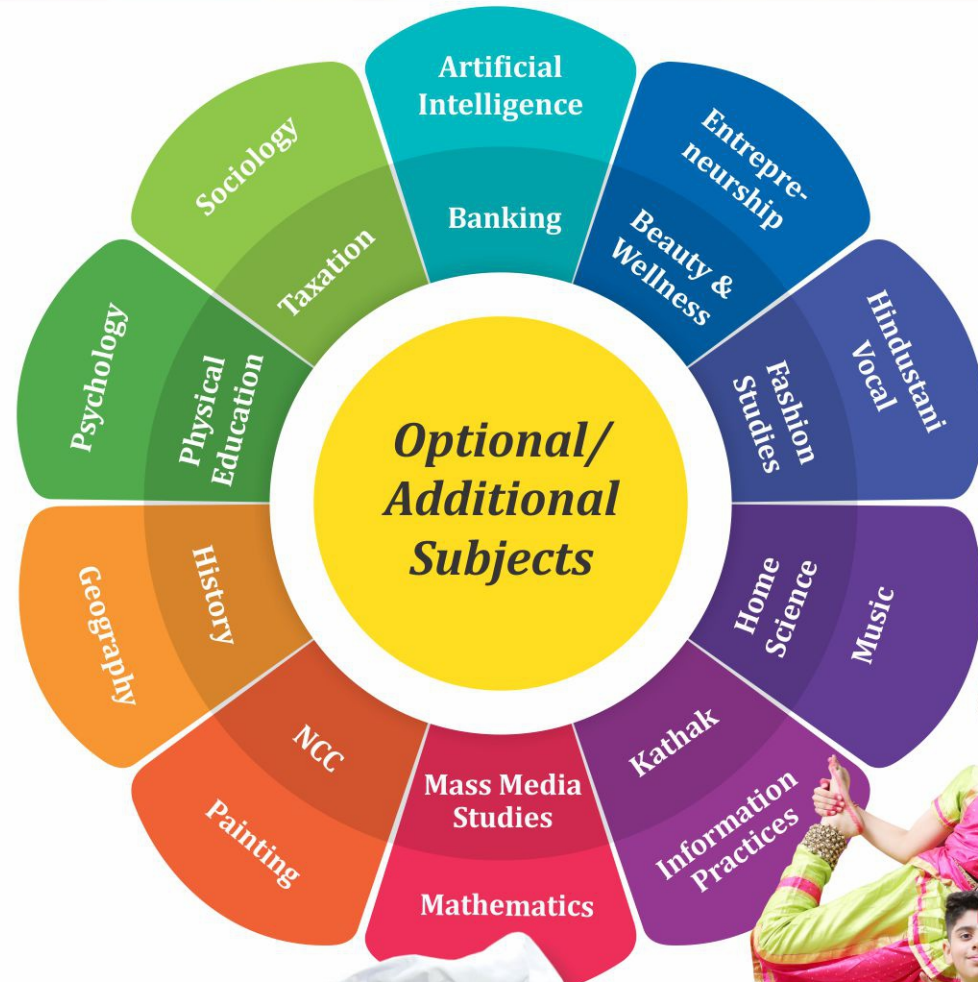 Artificial
Intelligence
Banking
Entrepre-
neurship
Beauty &
Wellness
Hindustani
Vocal
Fashion
Studies
Music
Home
Science
Information
Practices
Kathak
Mass Media
Studies
Mathematics
NCC
Painting
History
Geography
Physical
Education
Psychology
Sociology
Taxation
Optional/
Additional
Subjects